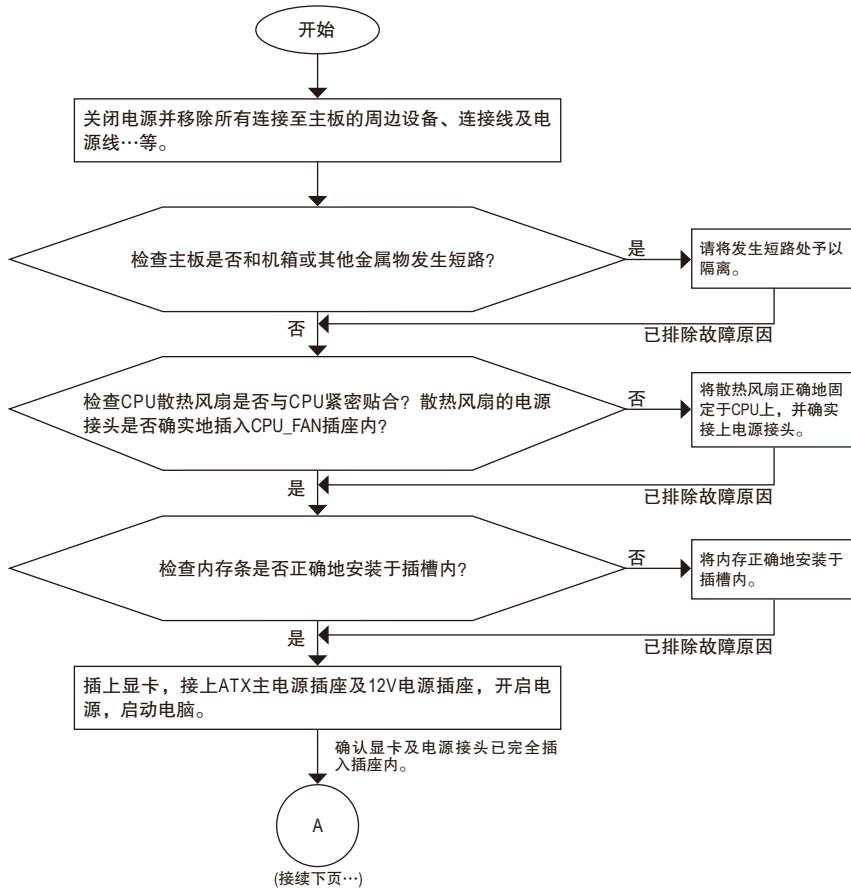 开始
关闭电源并移除所有连接至主板的周边设备、连接线及电
源线…等。
检查主板是否和机箱或其他金属物发生短路?
是
请将发生短路处予以
隔离。
否
已排除故障原因
检查CPU散热风扇是否与CPU紧密贴合? 散热风扇的电源
接头是否确实地插入CPU_FAN插座内?
否
将散热风扇正确地固
定于CPU上，并确实
接上电源接头。
是
已排除故障原因
检查内存条是否正确地安装于插槽内?
否
将内存正确地安装于
插槽内。
是
已排除故障原因
插上显卡，接上ATX主电源插座及12V电源插座，开启电
源，启动电脑。
确认显卡及电源接头已完全插
入插座内。
A
(接续下页…)